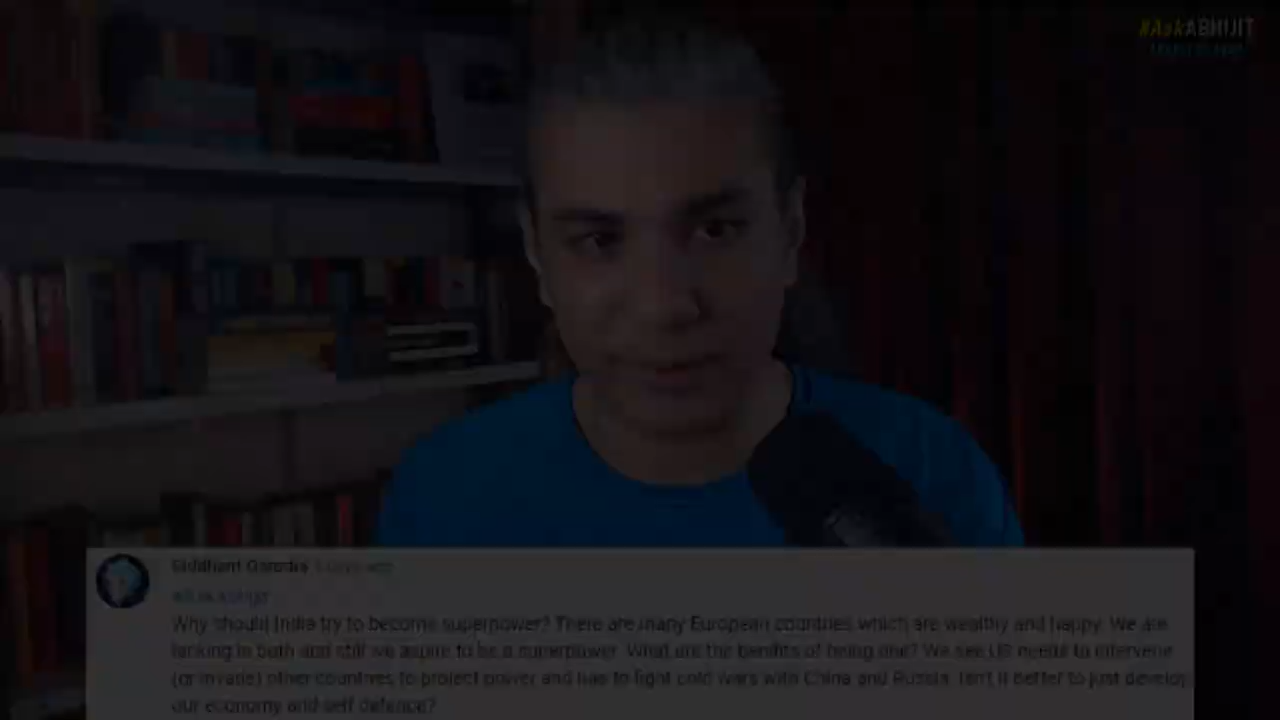 #AskABHIJIT
Siddhant
#AskAbhijit
Why should India try to become superpower? There are many European countries which are wealthy and happy. We are
lanking in both and still we aspire to be a superpower. What are the benefits of being one? We see US needs to intervene
(or invade) other countries to project power and has to fight cold wars with China and Russia. Isn't it better to just develop
our economy and self defence?